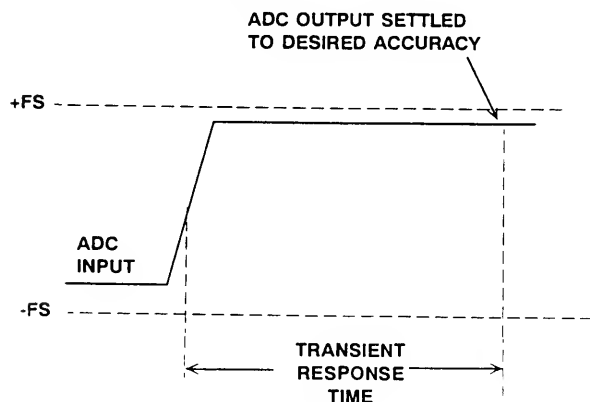 ADC OUTPUT SETTLED
TO DESIRED ACCURACY
+FS
ADC
INPUT
-FS
TRANSIENT
RESPONSE
TIME